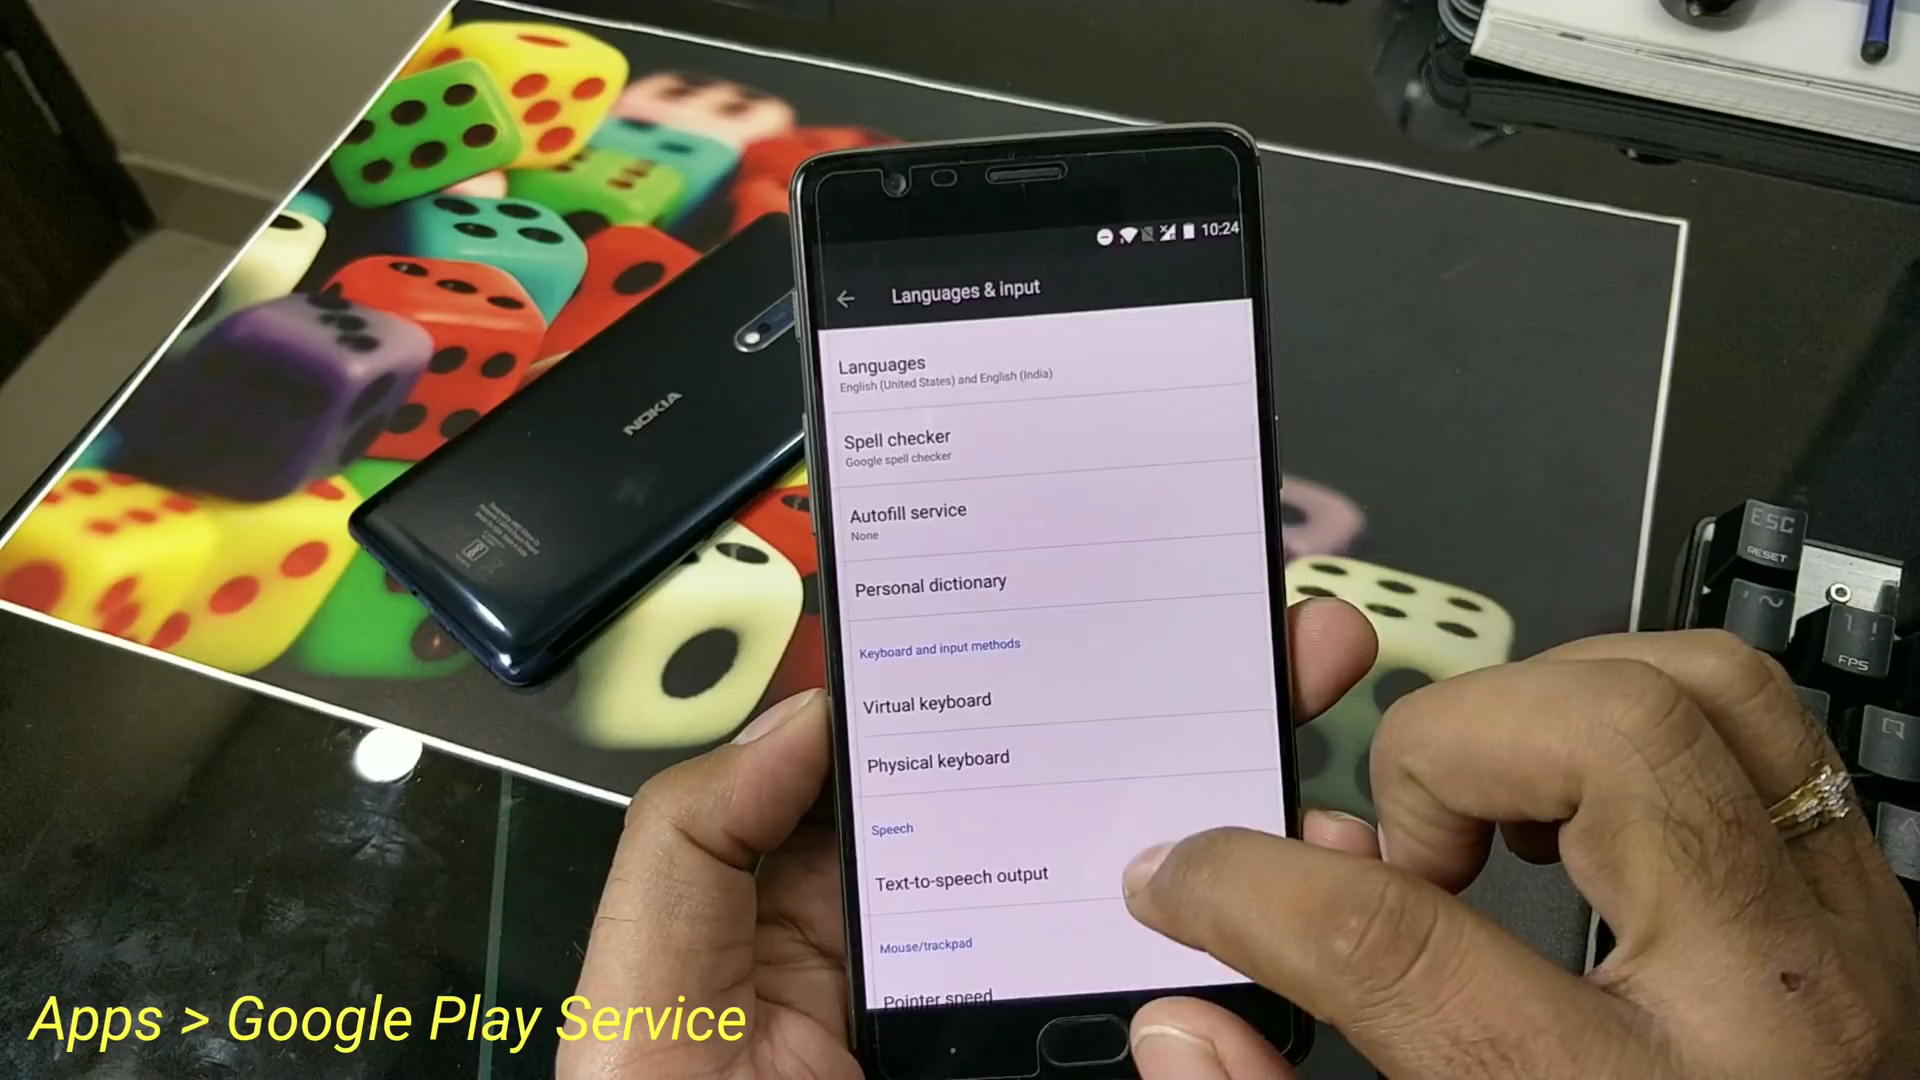 10:24
Languages & input
Languages
English (United States) and English (India)
Spell checker
Google spell checker
Autofill service
None
Personal dictionary
Keyboard and input methods
Virtual keyboard
Physical keyboard
Speech
Text-to-speech output
Mouse/trackpad
Pointer speed
NOKIA
ESC
RESET
FPS
Q
Apps > Google Play Service